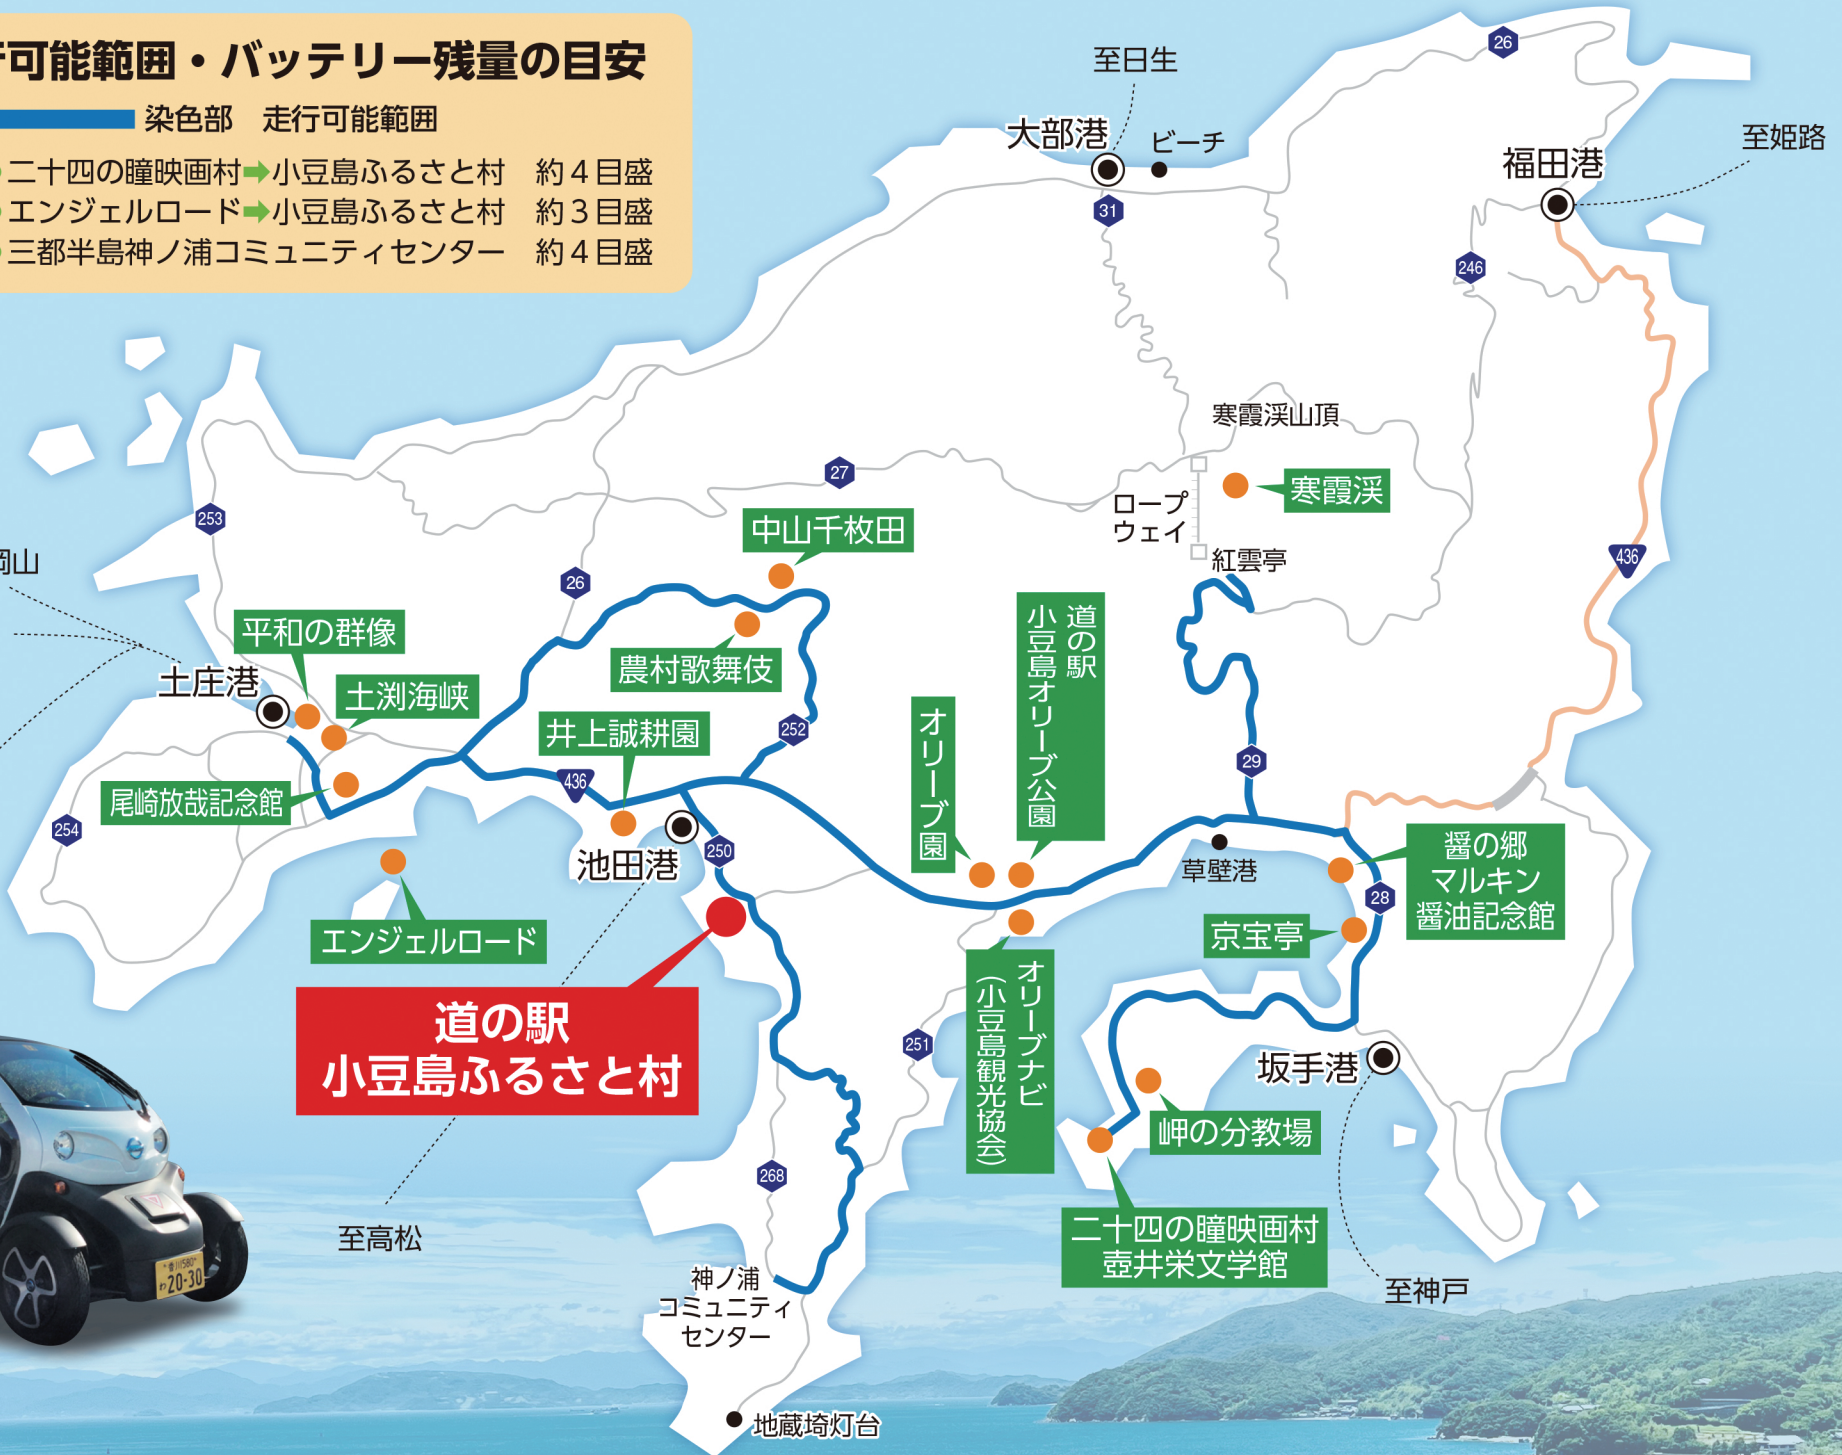 可能範囲・バッテリー残量の目安
染色部　走行可能範囲
二十四の瞳映画村➡小豆島ふるさと村　約4目盛
エンジェルロード➡小豆島ふるさと村　約3目盛
三都半島神ノ浦コミュニティセンター　約4目盛
至日生
大部港
ビーチ
26
至姫路
福田港
31
246
寒霞渓山頂
27
ロープ
ウェイ
寒霞渓
紅雲亭
253
岡山
26
中山千枚田
436
平和の群像
農村歌舞伎
道の駅
小豆島オリーブ公園
土庄港
土渕海峡
井上誠耕園
252
オリーブ園
29
436
尾崎放哉記念館
254
池田港
250
草壁港
醤の郷
マルキン
醤油記念館
28
エンジェルロード
京宝亭
道の駅
小豆島ふるさと村
オリーブナビ
(小豆島観光協会)
251
坂手港
岬の分教場
268
至高松
二十四の瞳映画村
壺井栄文学館
神ノ浦
コミュニティ
センター
至神戸
香川580
わ20-30
地蔵埼灯台